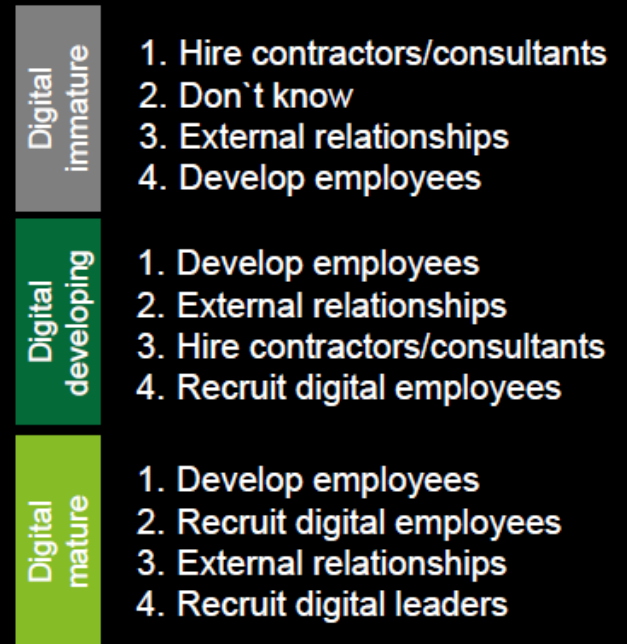 Digital
immature
1. Hire contractors/consultants
2. Don`t know
3. External relationships
4. Develop employees
Digital
developing
1. Develop employees
2. External relationships
3. Hire contractors/consultants
4. Recruit digital employees
Digital
mature
1. Develop employees
2. Recruit digital employees
3. External relationships
4. Recruit digital leaders